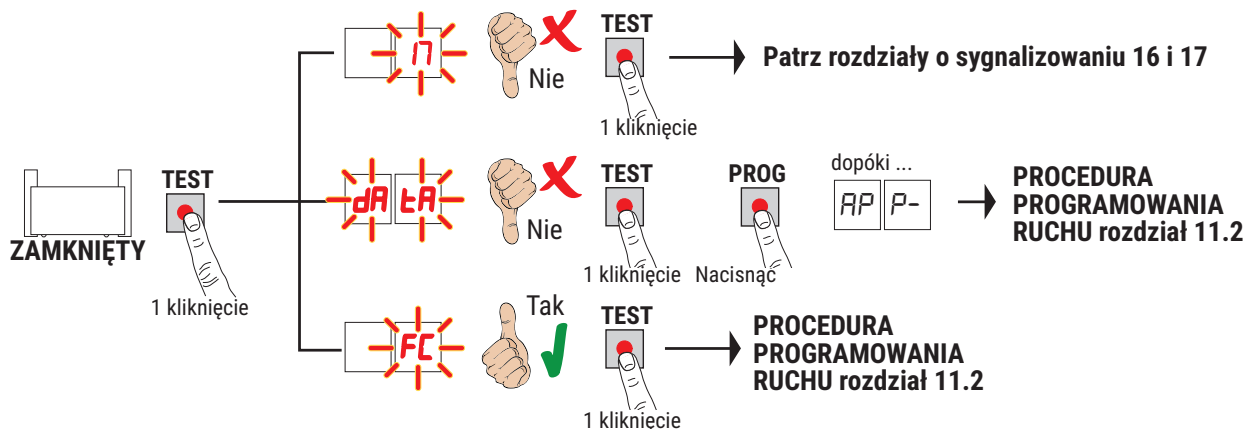 17
Nie
TEST
1 kliknięcie
Patrz rozdziały o sygnalizowaniu 16 i 17
ZAMKNIĘTY
TEST
1 kliknięcie
dA tA
Nie
TEST
1 kliknięcie
PROG
Nacisnąć
dopóki ...
AP P-
PROCEDURA
PROGRAMOWANIA
RUCHU rozdział 11.2
FC
Tak
TEST
1 kliknięcie
PROCEDURA
PROGRAMOWANIA
RUCHU rozdział 11.2